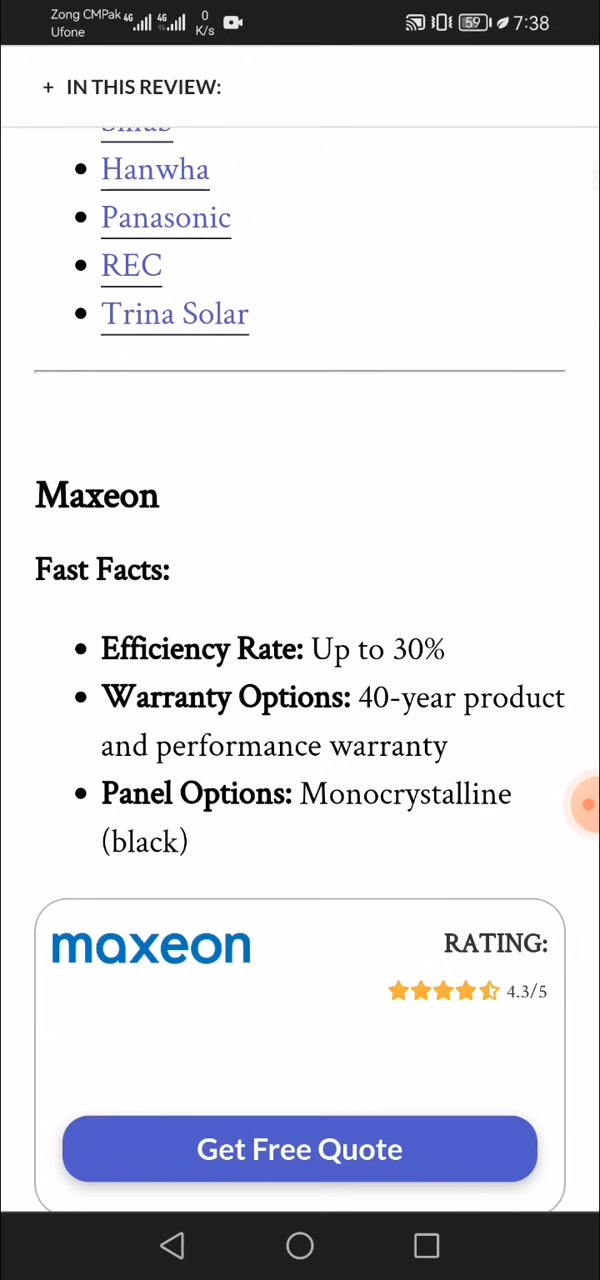 Zong CMPak 4G 4G 0 59 7:38
Ufone K/s
+ IN THIS REVIEW:
Hanwha
Panasonic
REC
Trina Solar
Maxeon
Fast Facts:
Efficiency Rate: Up to 30%
Warranty Options: 40-year product
and performance warranty
Panel Options: Monocrystalline
(black)
maxeon RATING:
4.3/5
Get Free Quote